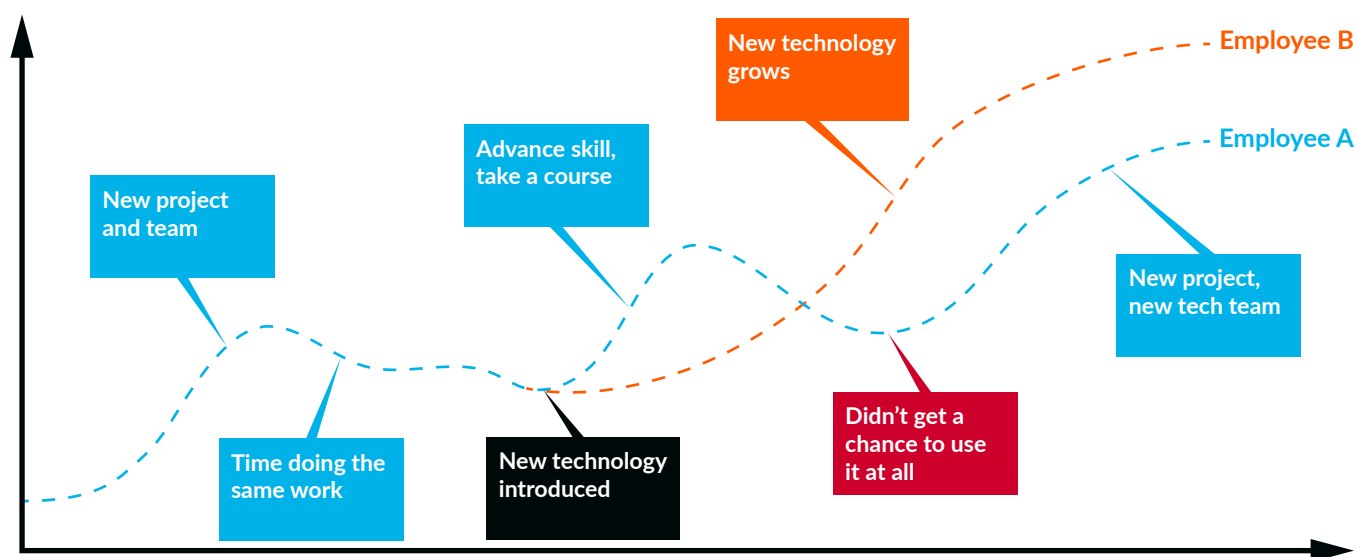 New technology
grows
Employee B
Employee A
Advance skill,
take a course
New project
and team
New project,
new tech team
Didn’t get a
chance to use
it at all
Time doing the
same work
New technology
introduced